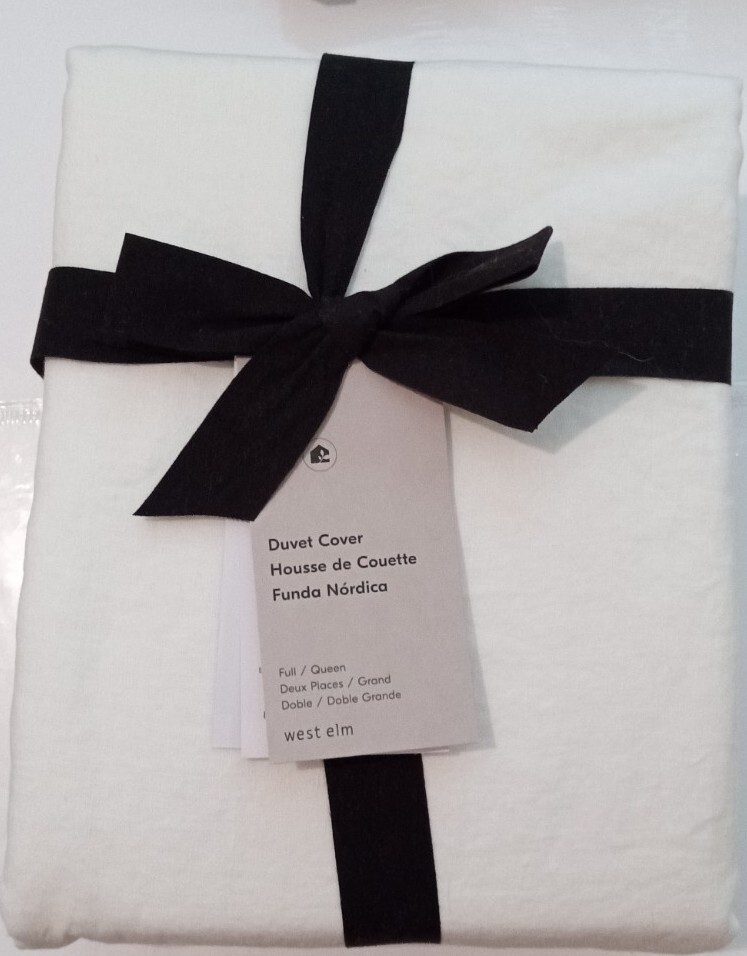 Duvet Cover
Housse de Couette
Funda Nórdica
Full / Queen
Deux Places / Grand
Doble / Doble Grande
west elm